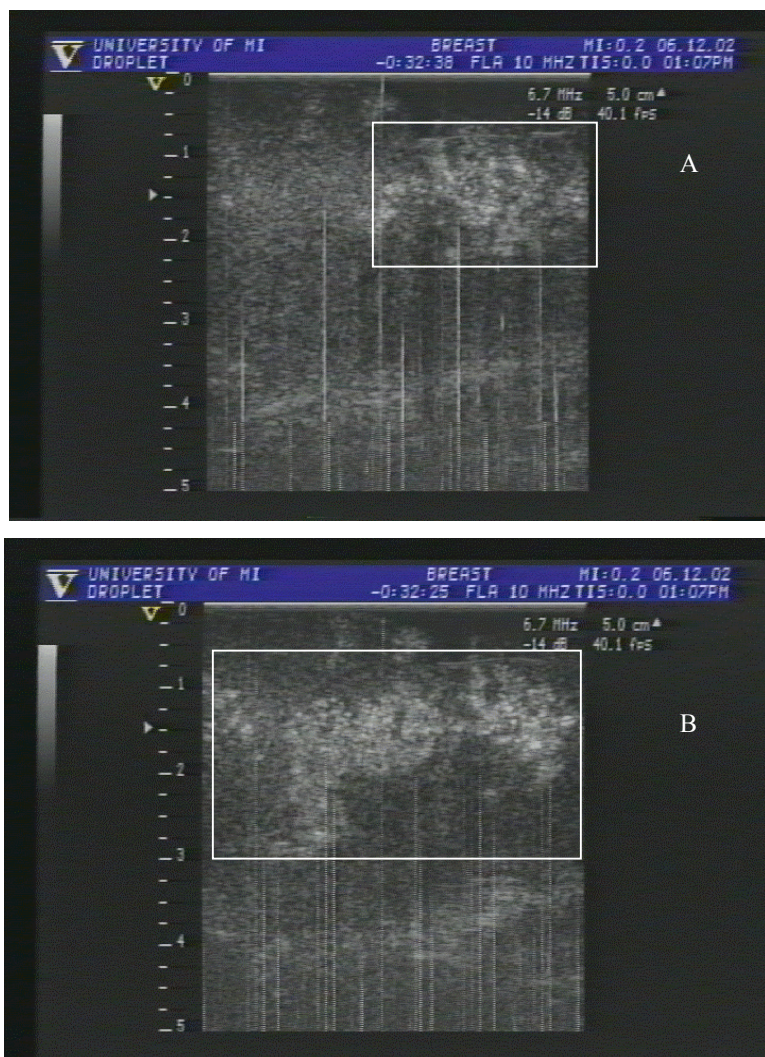 UNIVERSITY OF MI BREAST MI:0.2 06.12.02
DROPLET -0:32:38 FLA 10 MHZ TIS:0.0 01:07PM
V 0
6.7 MHz 5.0 cm
-14 dB 40.1 fps
A
1
2
3
4
5
UNIVERSITY OF MI BREAST MI:0.2 06.12.02
DROPLET -0:32:25 FLA 10 MHZ TIS:0.0 01:07PM
V 0
6.7 MHz 5.0 cm
-14 dB 40.1 fps
1
B
2
3
4
5